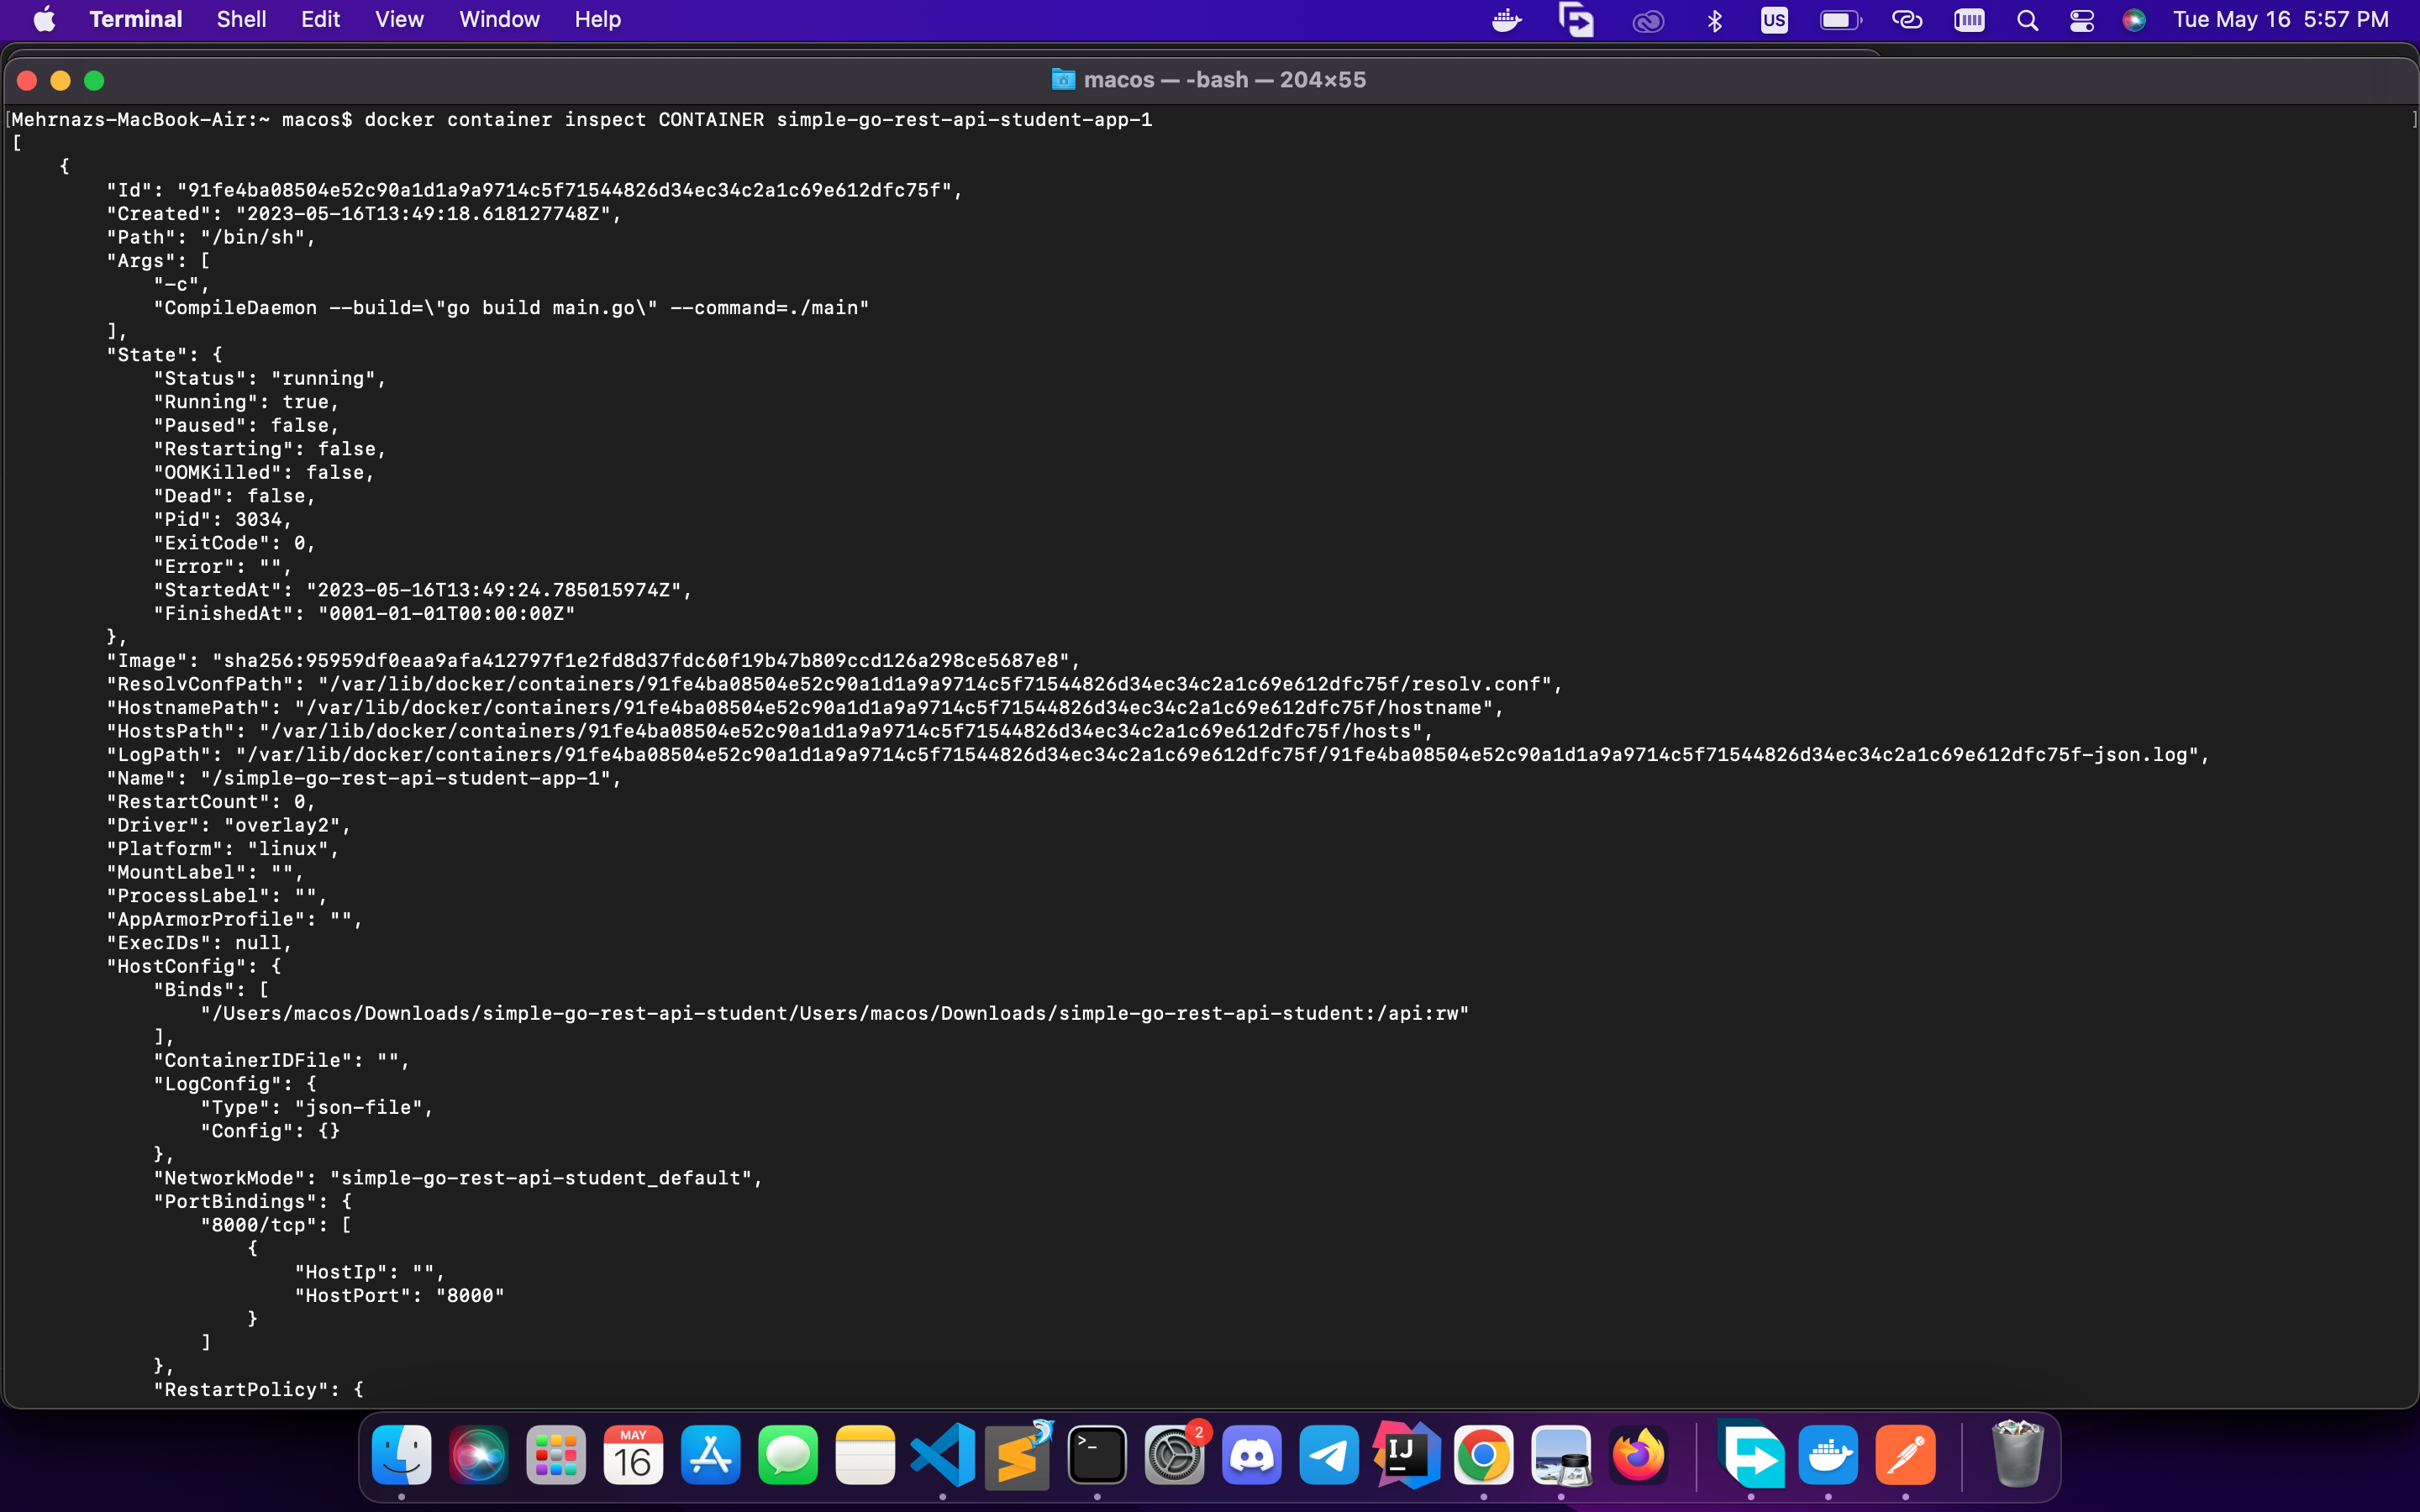 Terminal Shell Edit View Window Help US Tue May 16 5:57 PM
macos — -bash — 204×55
[Mehrnazs-MacBook-Air:~ macos$ docker container inspect CONTAINER simple-go-rest-api-student-app-1 ]
[
    {
        "Id": "91fe4ba08504e52c90a1d1a9a9714c5f71544826d34ec34c2a1c69e612dfc75f",
        "Created": "2023-05-16T13:49:18.618127748Z",
        "Path": "/bin/sh",
        "Args": [
            "-c",
            "CompileDaemon --build=\"go build main.go\" --command=./main"
        ],
        "State": {
            "Status": "running",
            "Running": true,
            "Paused": false,
            "Restarting": false,
            "OOMKilled": false,
            "Dead": false,
            "Pid": 3034,
            "ExitCode": 0,
            "Error": "",
            "StartedAt": "2023-05-16T13:49:24.785015974Z",
            "FinishedAt": "0001-01-01T00:00:00Z"
        },
        "Image": "sha256:95959df0eaa9afa412797f1e2fd8d37fdc60f19b47b809ccd126a298ce5687e8",
        "ResolvConfPath": "/var/lib/docker/containers/91fe4ba08504e52c90a1d1a9a9714c5f71544826d34ec34c2a1c69e612dfc75f/resolv.conf",
        "HostnamePath": "/var/lib/docker/containers/91fe4ba08504e52c90a1d1a9a9714c5f71544826d34ec34c2a1c69e612dfc75f/hostname",
        "HostsPath": "/var/lib/docker/containers/91fe4ba08504e52c90a1d1a9a9714c5f71544826d34ec34c2a1c69e612dfc75f/hosts",
        "LogPath": "/var/lib/docker/containers/91fe4ba08504e52c90a1d1a9a9714c5f71544826d34ec34c2a1c69e612dfc75f/91fe4ba08504e52c90a1d1a9a9714c5f71544826d34ec34c2a1c69e612dfc75f-json.log",
        "Name": "/simple-go-rest-api-student-app-1",
        "RestartCount": 0,
        "Driver": "overlay2",
        "Platform": "linux",
        "MountLabel": "",
        "ProcessLabel": "",
        "AppArmorProfile": "",
        "ExecIDs": null,
        "HostConfig": {
            "Binds": [
                "/Users/macos/Downloads/simple-go-rest-api-student/Users/macos/Downloads/simple-go-rest-api-student:/api:rw"
            ],
            "ContainerIDFile": "",
            "LogConfig": {
                "Type": "json-file",
                "Config": {}
            },
            "NetworkMode": "simple-go-rest-api-student_default",
            "PortBindings": {
                "8000/tcp": [
                    {
                        "HostIp": "",
                        "HostPort": "8000"
                    }
                ]
            },
            "RestartPolicy": {
MAY
16
>_
2
IJ